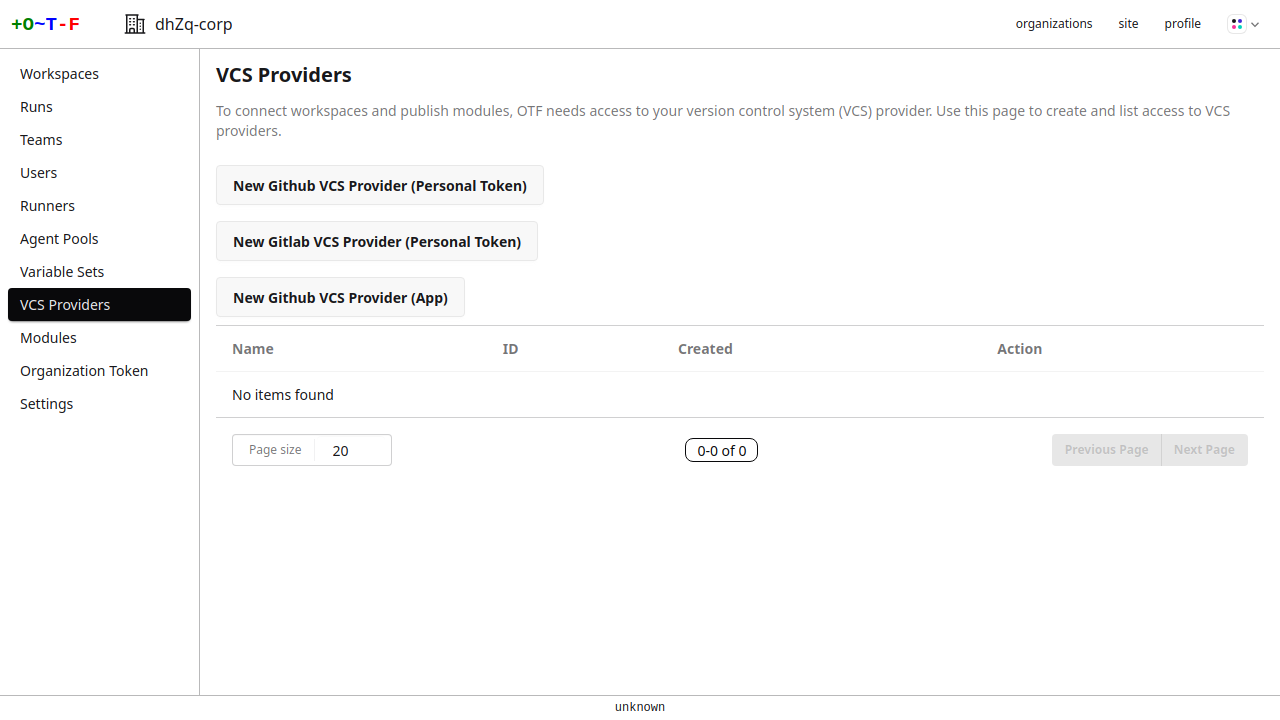 +O~T-F
dhZq-corp
organizations
site
profile
Workspaces
Runs
Teams
Users
Runners
Agent Pools
Variable Sets
VCS Providers
Modules
Organization Token
Settings
VCS Providers
To connect workspaces and publish modules, OTF needs access to your version control system (VCS) provider. Use this page to create and list access to VCS
providers.
New Github VCS Provider (Personal Token)
New Gitlab VCS Provider (Personal Token)
New Github VCS Provider (App)
Name ID Created Action
No items found
Page size 20
0-0 of 0
Previous Page Next Page
unknown